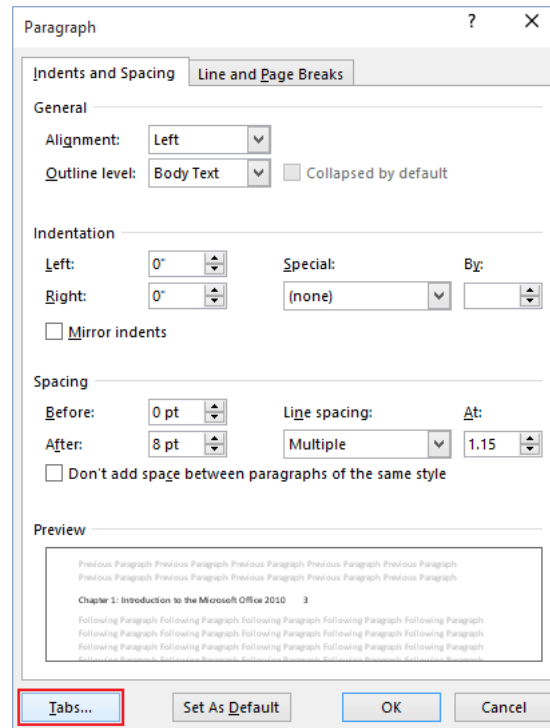 Paragraph ? ×
Indents and Spacing Line and Page Breaks
General
Alignment: Left
Outline level: Body Text Collapsed by default
Indentation
Left: 0" Special: By:
Right: 0" (none)
Mirror indents
Spacing
Before: 0 pt Line spacing: At:
After: 8 pt Multiple 1.15
Don't add space between paragraphs of the same style
Preview
Previous Paragraph Previous Paragraph Previous Paragraph Previous Paragraph Previous Paragraph
Previous Paragraph Previous Paragraph Previous Paragraph Previous Paragraph Previous Paragraph
Chapter 1: Introduction to the Microsoft Office 2010 3
Following Paragraph Following Paragraph Following Paragraph Following Paragraph Following Paragraph
Following Paragraph Following Paragraph Following Paragraph Following Paragraph Following Paragraph
Following Paragraph Following Paragraph Following Paragraph Following Paragraph Following Paragraph
Following Paragraph Following Paragraph Following Paragraph Following Paragraph Following Paragraph
Tabs... Set As Default OK Cancel